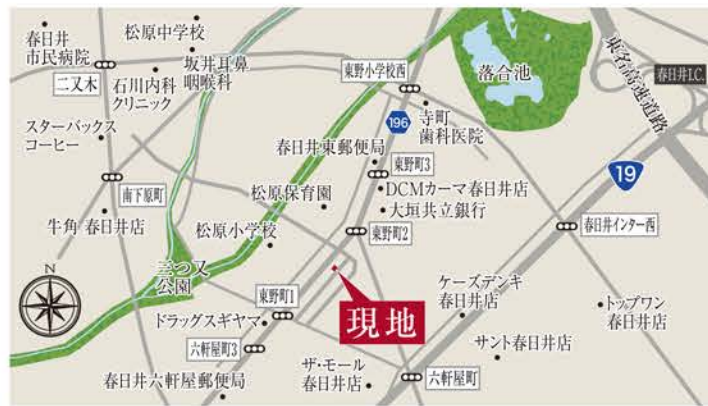 春日井
市民病院
松原中学校
坂井耳鼻
咽喉科
二又木
石川内科
クリニック
東野小学校西
落合池
東名高速道路
春日井I.C.
スターバックス
コーヒー
196
寺町
歯科医院
春日井東郵便局
東野町3
19
南下原町
松原保育園
DCMカーマ春日井店
大垣共立銀行
牛角 春日井店
松原小学校
東野町2
春日井インター西
N
三つ又
公園
東野町1
現地
ケーズデンキ
春日井店
トップワン
春日井店
ドラッグスギヤマ
六軒屋町3
サント春日井店
春日井六軒屋郵便局
ザ・モール
春日井店
六軒屋町